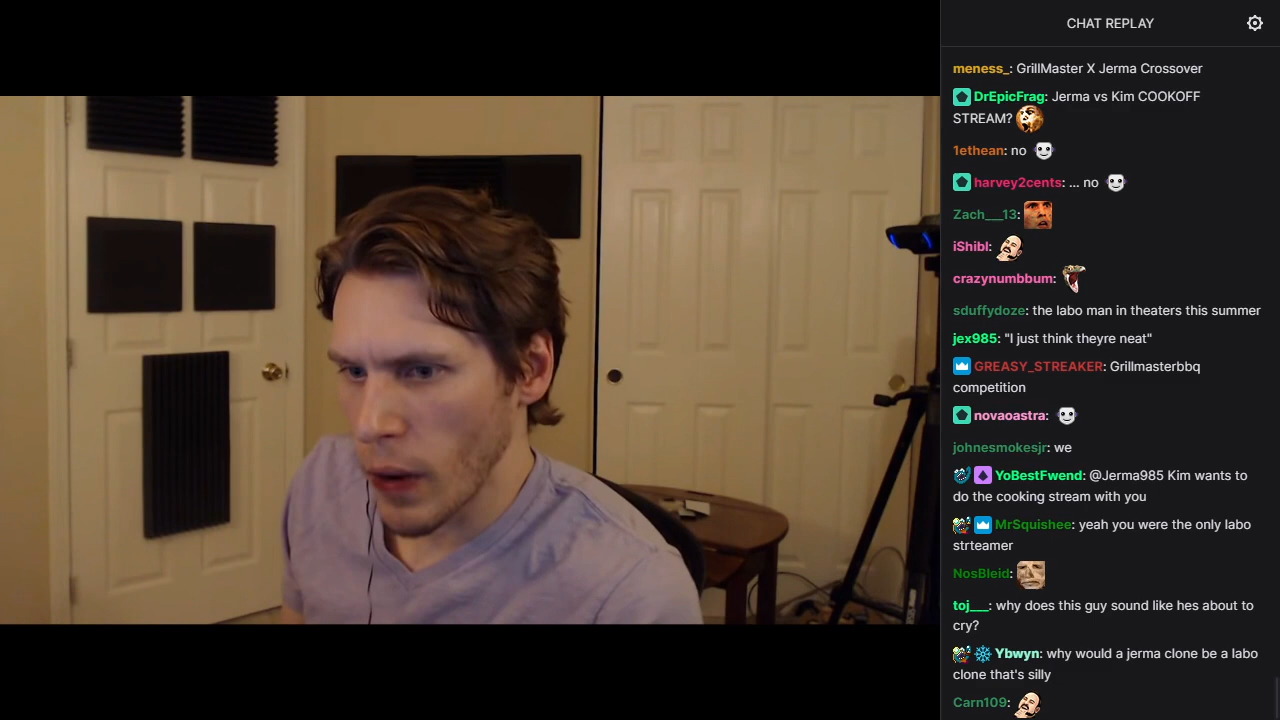 CHAT REPLAY
meness_: GrillMaster X Jerma Crossover
DrEpicFrag: Jerma vs Kim COOKOFF
STREAM?
1ethean: no
harvey2cents: ... no
Zach___13:
iShibl:
crazynumbbum:
sduffydoze: the labo man in theaters this summer
jex985: "I just think theyre neat"
GREASY_STREAKER: Grillmasterbbq
competition
novaoastra:
johnesmokesjr: we
YoBestFwend: @Jerma985 Kim wants to
do the cooking stream with you
MrSquishee: yeah you were the only labo
strteamer
NosBleid:
toj___: why does this guy sound like hes about to
cry?
Ybwyn: why would a jerma clone be a labo
clone that's silly
Carn109: